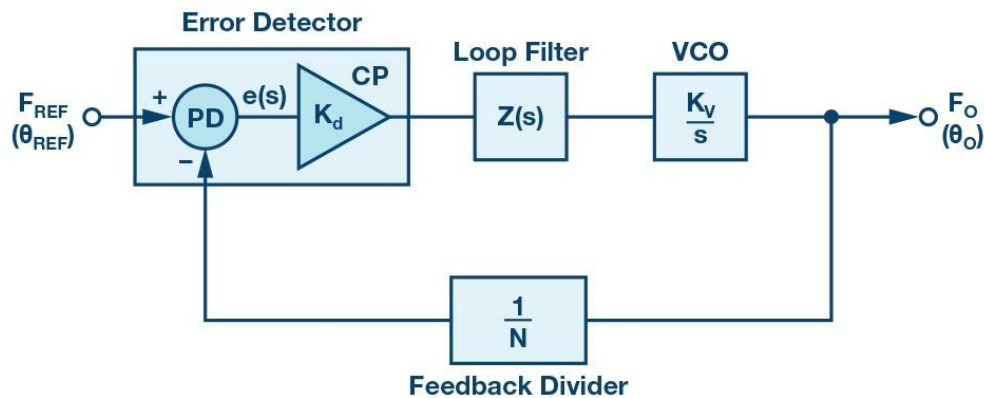 Error Detector
Loop Filter
VCO
CP
F_REF
(θ_REF)
+
PD
e(s)
K_d
Z(s)
K_V
s
F_O
(θ_O)
−
1
N
Feedback Divider